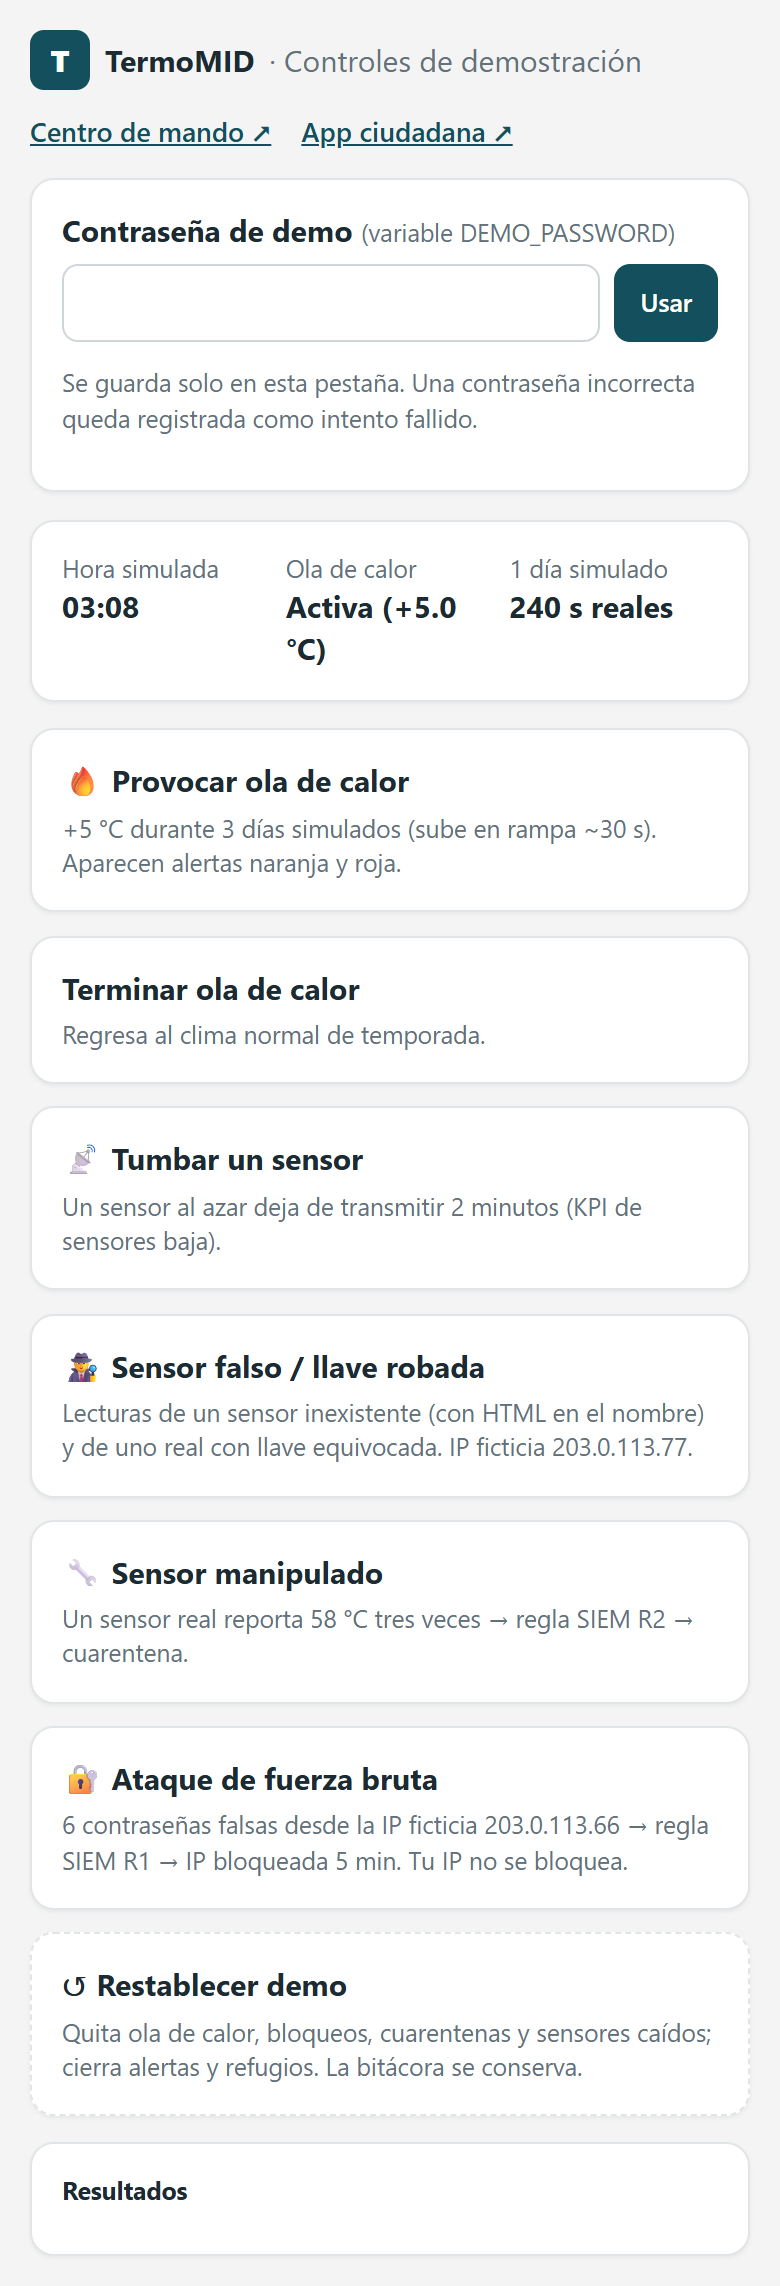 T TermoMID · Controles de demostración
Centro de mando ↗ App ciudadana ↗
Contraseña de demo (variable DEMO_PASSWORD)
Usar
Se guarda solo en esta pestaña. Una contraseña incorrecta
queda registrada como intento fallido.
Hora simulada
03:08
Ola de calor
Activa (+5.0
°C)
1 día simulado
240 s reales
🔥 Provocar ola de calor
+5 °C durante 3 días simulados (sube en rampa ~30 s).
Aparecen alertas naranja y roja.
Terminar ola de calor
Regresa al clima normal de temporada.
📡 Tumbar un sensor
Un sensor al azar deja de transmitir 2 minutos (KPI de
sensores baja).
🕵️ Sensor falso / llave robada
Lecturas de un sensor inexistente (con HTML en el nombre)
y de uno real con llave equivocada. IP ficticia 203.0.113.77.
🔧 Sensor manipulado
Un sensor real reporta 58 °C tres veces → regla SIEM R2 →
cuarentena.
🔐 Ataque de fuerza bruta
6 contraseñas falsas desde la IP ficticia 203.0.113.66 → regla
SIEM R1 → IP bloqueada 5 min. Tu IP no se bloquea.
↺ Restablecer demo
Quita ola de calor, bloqueos, cuarentenas y sensores caídos;
cierra alertas y refugios. La bitácora se conserva.
Resultados